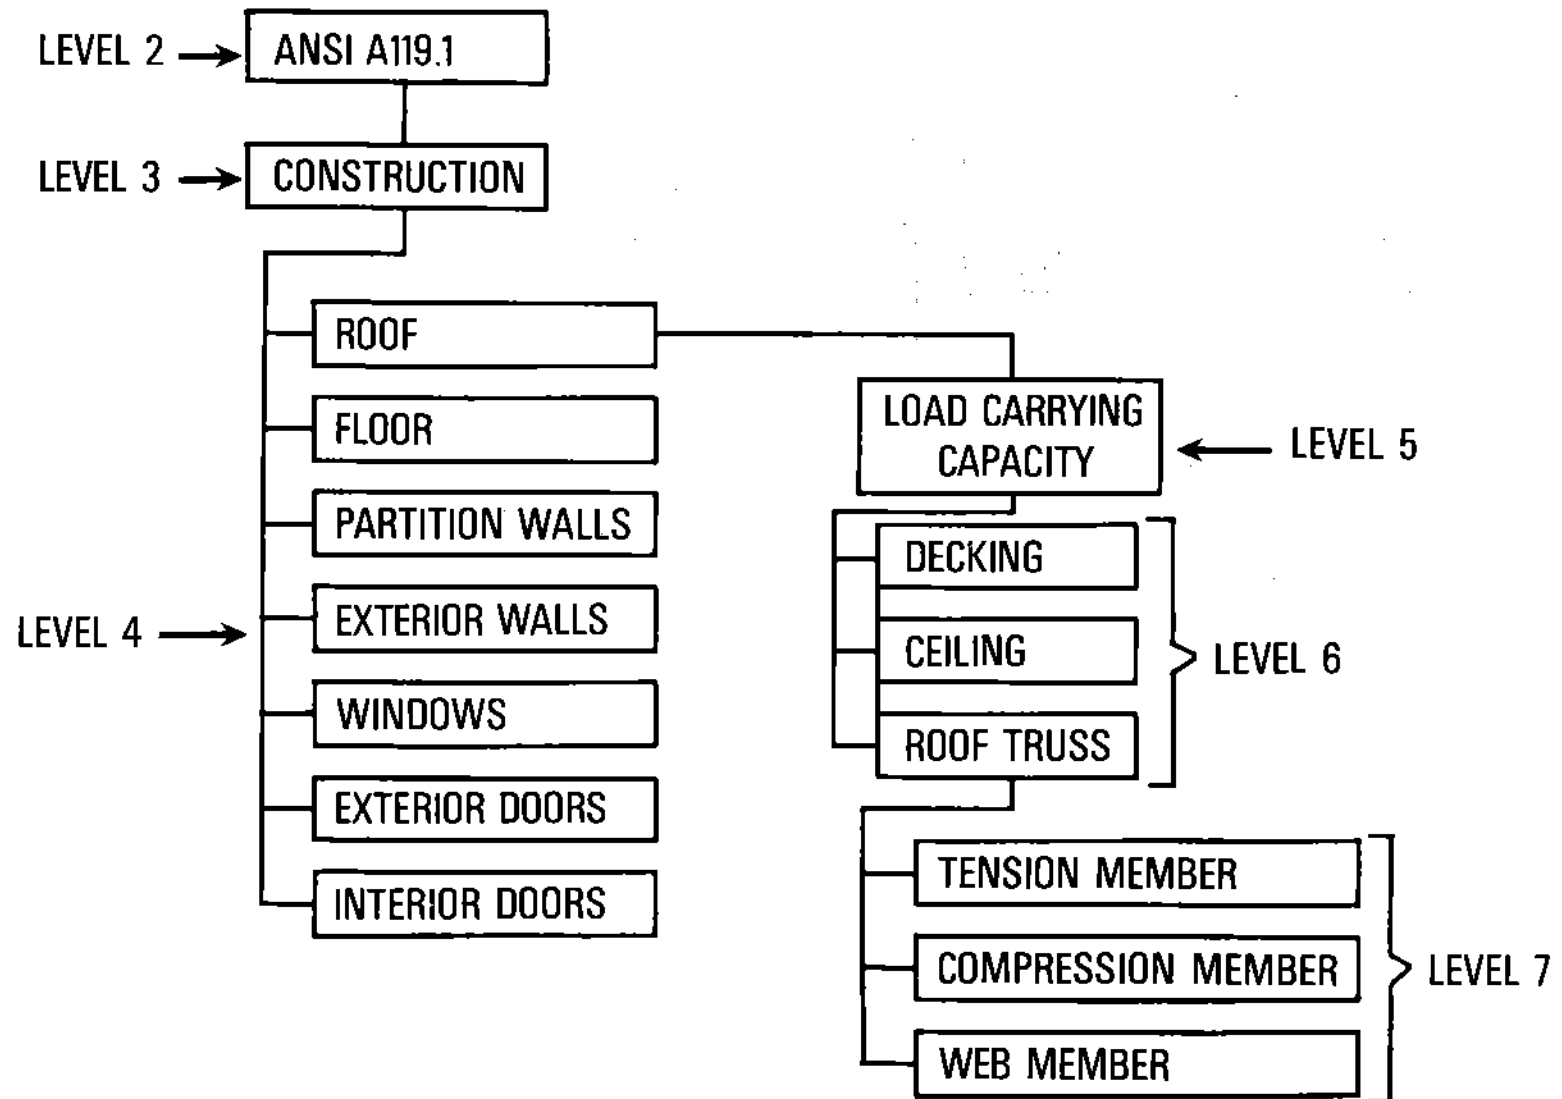 LEVEL 2
ANSI A119.1
LEVEL 3
CONSTRUCTION
LEVEL 4
ROOF
FLOOR
PARTITION WALLS
EXTERIOR WALLS
WINDOWS
EXTERIOR DOORS
INTERIOR DOORS
LOAD CARRYING
CAPACITY
LEVEL 5
DECKING
CEILING
ROOF TRUSS
LEVEL 6
TENSION MEMBER
COMPRESSION MEMBER
WEB MEMBER
LEVEL 7